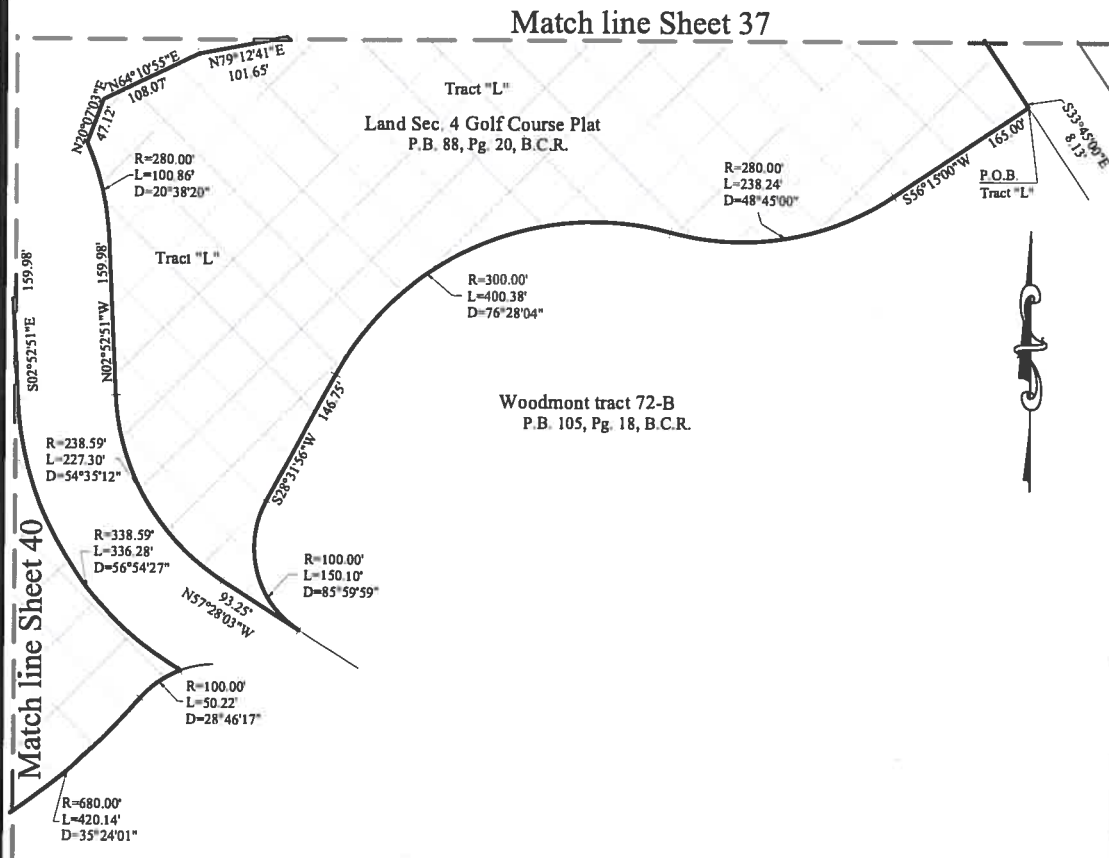 Match line Sheet 37
N79°12'41"E
101.65'
N64°10'55"E
108.07'
N20°07'03"E
47.12'
Tract "L"
Land Sec. 4 Golf Course Plat
P.B. 88, Pg. 20, B.C.R.
R=280.00'
L=100.86'
D=20°38'20"
R=280.00'
L=238.24'
D=48°45'00"
S33°45'00"E
8.13'
165.00'
S56°15'00"W
P.O.B.
Tract "L"
Tract "L"
S02°52'51"E 159.98'
N02°52'51"W 159.98'
R=300.00'
L=400.38'
D=76°28'04"
146.75'
S28°31'56"W
Woodmont tract 72-B
P.B. 105, Pg. 18, B.C.R.
R=238.59'
L=227.30'
D=54°35'12"
R=338.59'
L=336.28'
D=56°54'27"
R=100.00'
L=150.10'
D=85°59'59"
93.25'
N57°28'03"W
Match line Sheet 40
R=100.00'
L=50.22'
D=28°46'17"
R=680.00'
L=420.14'
D=35°24'01"